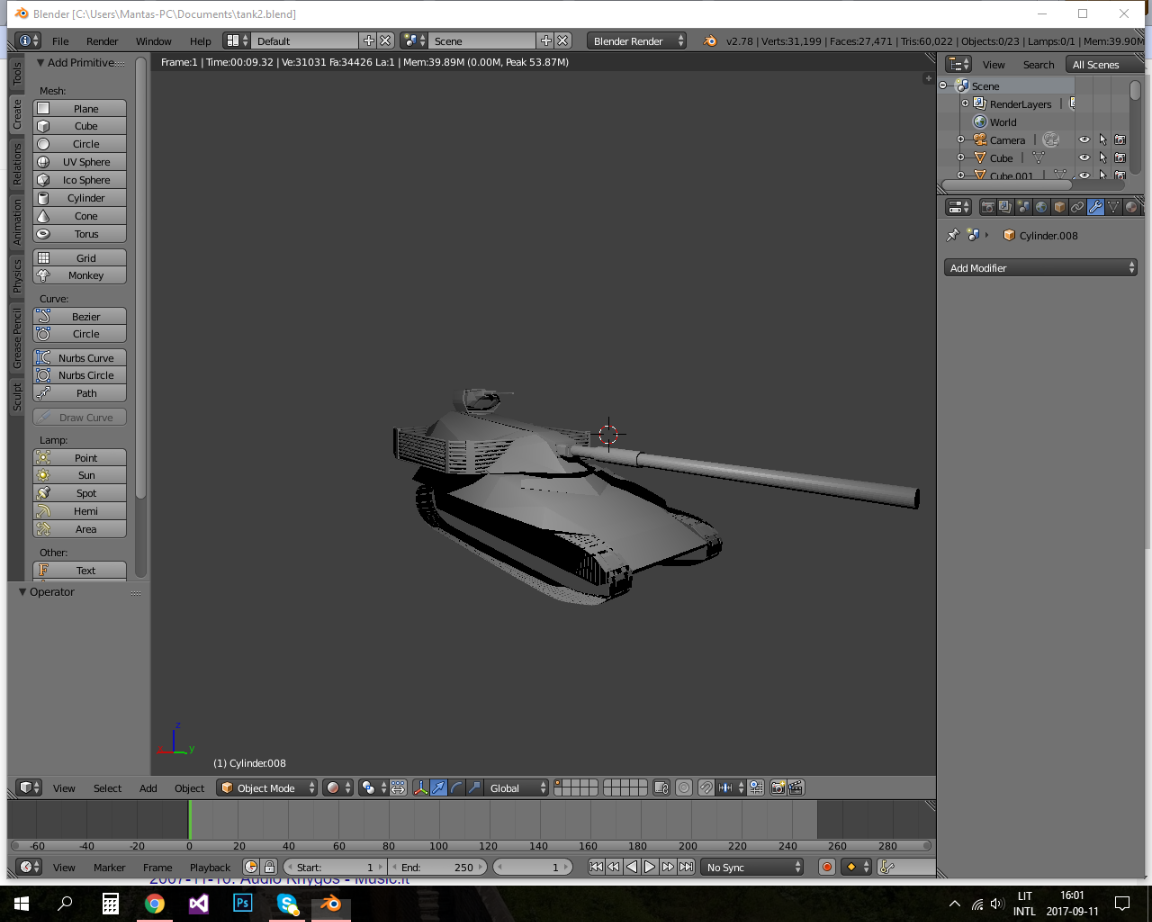 Blender [C:\Users\Mantas-PC\Documents\tank2.blend]
File Render Window Help Default Scene Blender Render v2.78 | Verts:31,199 | Faces:27,471 | Tris:60,022 | Objects:0/23 | Lamps:0/1 | Mem:39.90M
Frame:1 | Time:00:09.32 | Ve:31031 Fa:34426 La:1 | Mem:39.89M (0.00M, Peak 53.87M)
Tools
Create
Relations
Animation
Physics
Grease Pencil
Sculpt
Add Primitive
Mesh:
Plane
Cube
Circle
UV Sphere
Ico Sphere
Cylinder
Cone
Torus
Grid
Monkey
Curve:
Bezier
Circle
Nurbs Curve
Nurbs Circle
Path
Draw Curve
Lamp:
Point
Sun
Spot
Hemi
Area
Other:
Text
Operator
z
y
(1) Cylinder.008
View Search All Scenes
Scene
RenderLayers
World
Camera
Cube
Cube.001
Cylinder.008
Add Modifier
View Select Add Object Object Mode Global
-60 -40 -20 0 20 40 60 80 100 120 140 160 180 200 220 240 260 280
View Marker Frame Playback Start: 1 End: 250 1 No Sync
2007-11-10. Audio Knygos - Music.lt
LIT
INTL
16:01
2017-09-11